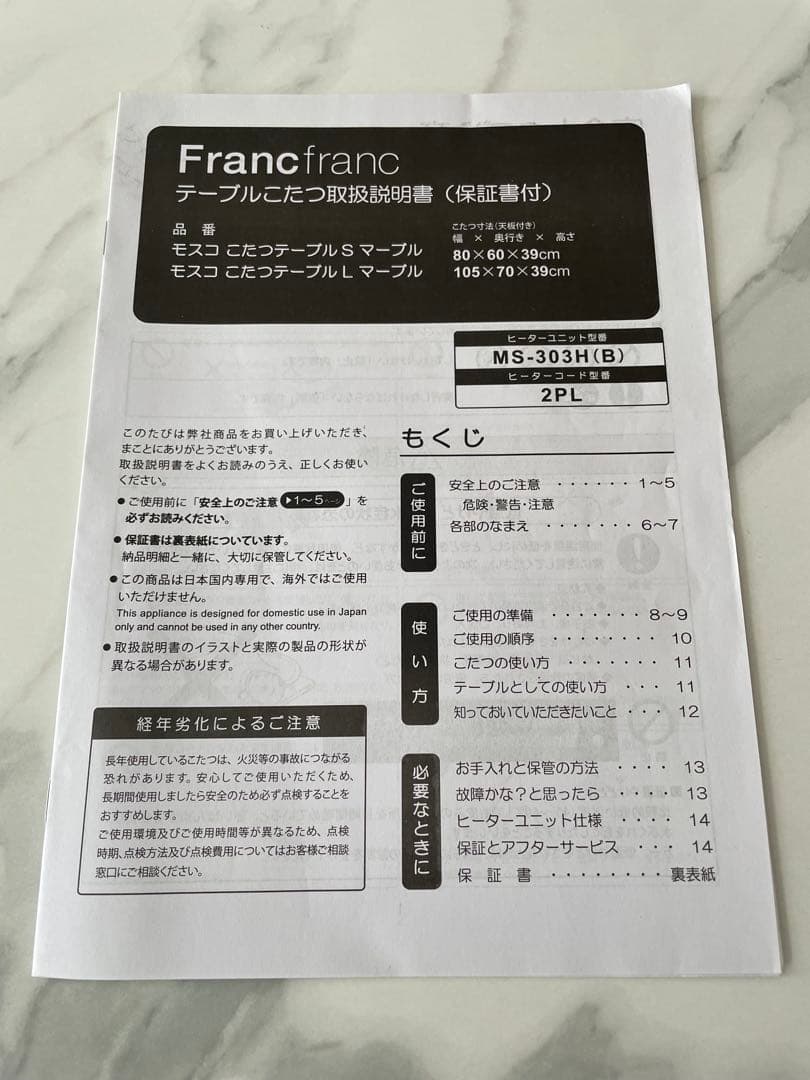 Francfranc
テーブルこたつ取扱説明書（保証書付）
品 番
こたつ寸法（天板付き）
幅 × 奥行き × 高さ
モスコ こたつテーブル S マーブル 80×60×39cm
モスコ こたつテーブル L マーブル 105×70×39cm
ヒーターユニット型番
MS-303H（B）
ヒーターコード型番
2PL
このたびは弊社商品をお買い上げいただき、
まことにありがとうございます。
取扱説明書をよくお読みのうえ、正しくお使い
ください。
●ご使用前に「安全上のご注意 ▶1〜5ページ」を
必ずお読みください。
●保証書は裏表紙についています。
納品明細と一緒に、大切に保管してください。
●この商品は日本国内専用で、海外ではご使用
いただけません。
This appliance is designed for domestic use in Japan
only and cannot be used in any other country.
●取扱説明書のイラストと実際の製品の形状が
異なる場合があります。
経年劣化によるご注意
長年使用しているこたつは、火災等の事故につながる
恐れがあります。安心してご使用いただくため、
長期間使用しましたら安全のため必ず点検することを
おすすめします。
ご使用環境及びご使用時間等が異なるため、点検
時期、点検方法及び点検費用についてはお客様ご相談
窓口にご相談ください。
もくじ
ご使用前に
安全上のご注意 ・・・・・・・ 1〜5
危険・警告・注意
各部のなまえ ・・・・・・・ 6〜7
使い方
ご使用の準備 ・・・・・・・・ 8〜9
ご使用の順序 ・・・・・・・・ 10
こたつの使い方 ・・・・・・・ 11
テーブルとしての使い方 ・・・ 11
知っておいていただきたいこと ・・・ 12
必要なときに
お手入れと保管の方法 ・・・・ 13
故障かな？と思ったら ・・・・ 13
ヒーターユニット仕様 ・・・・ 14
保証とアフターサービス ・・・ 14
保 証 書 ・・・・・・・・ 裏表紙